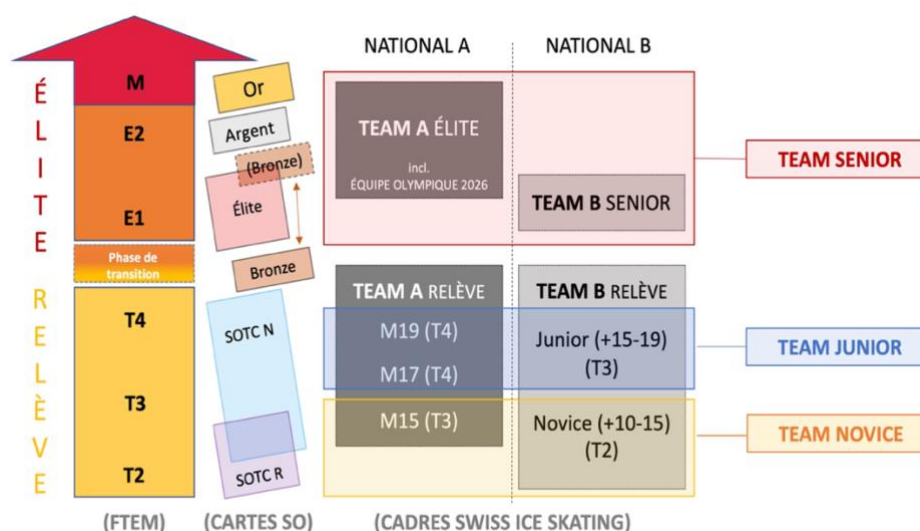 NATIONAL A
NATIONAL B
ÉLITE
RELÈVE
M
E2
E1
Phase de
transition
T4
T3
T2
Or
Argent
(Bronze)
Élite
Bronze
SOTC N
SOTC R
TEAM A ÉLITE
incl.
ÉQUIPE OLYMPIQUE 2026
TEAM B SENIOR
TEAM SENIOR
TEAM A RELÈVE
M19 (T4)
M17 (T4)
M15 (T3)
TEAM B RELÈVE
Junior (+15-19)
(T3)
Novice (+10-15)
(T2)
TEAM JUNIOR
TEAM NOVICE
(FTEM)
(CARTES SO)
(CADRES SWISS ICE SKATING)